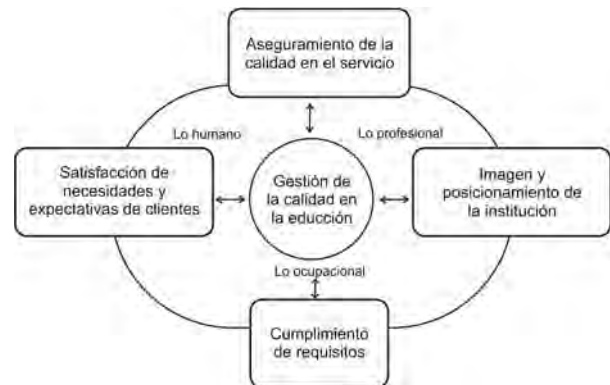 Aseguramiento de la
calidad en el servicio
Lo humano
Lo profesional
Satisfacción de
necesidades y
expectativas de clientes
Gestión de
la calidad en
la educción
Imagen y
posicionamiento de
la institución
Lo ocupacional
Cumplimiento
de requisitos